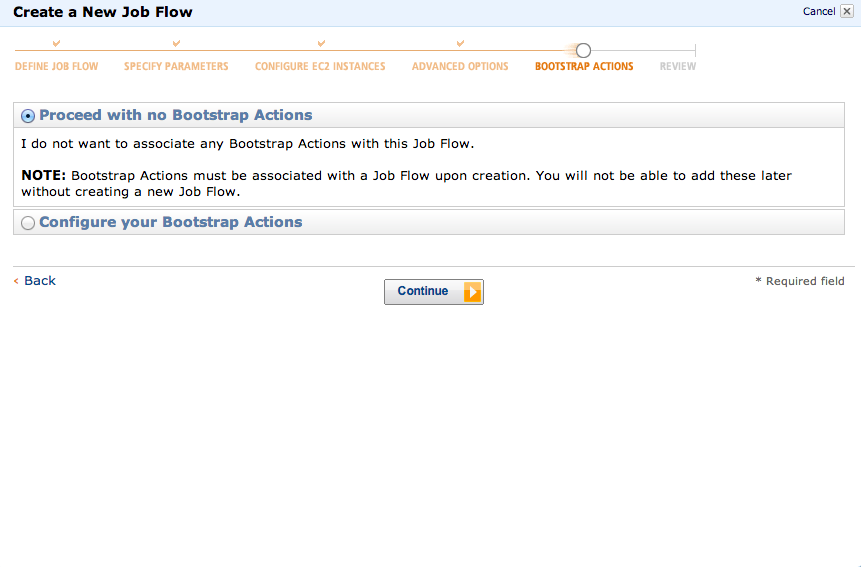 Create a New Job Flow
Cancel
DEFINE JOB FLOW
SPECIFY PARAMETERS
CONFIGURE EC2 INSTANCES
ADVANCED OPTIONS
BOOTSTRAP ACTIONS
REVIEW
Proceed with no Bootstrap Actions
I do not want to associate any Bootstrap Actions with this Job Flow.
NOTE: Bootstrap Actions must be associated with a Job Flow upon creation. You will not be able to add these later
without creating a new Job Flow.
Configure your Bootstrap Actions
‹ Back
Continue
* Required field